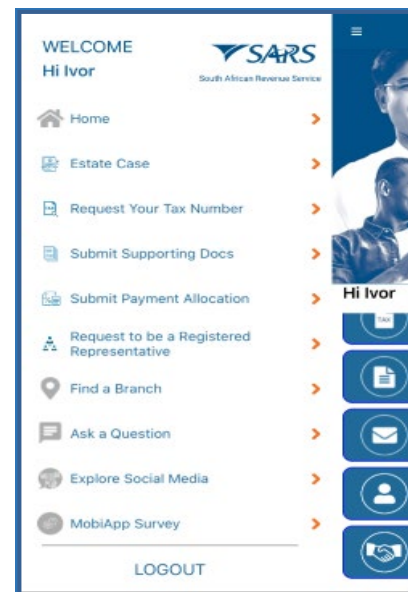 WELCOME
Hi Ivor
SARS
South African Revenue Service
Home
Estate Case
Request Your Tax Number
Submit Supporting Docs
Submit Payment Allocation
Request to be a Registered
Representative
Find a Branch
Ask a Question
Explore Social Media
MobiApp Survey
LOGOUT
Hi Ivor
TAX